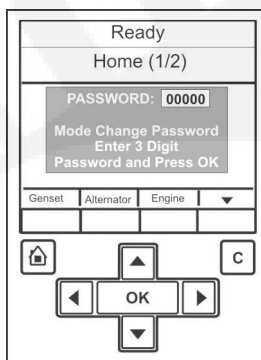 Ready
Home (1/2)
PASSWORD: 00000
Mode Change Password
Enter 3 Digit
Password and Press OK
Genset Alternator Engine ▼
C
OK